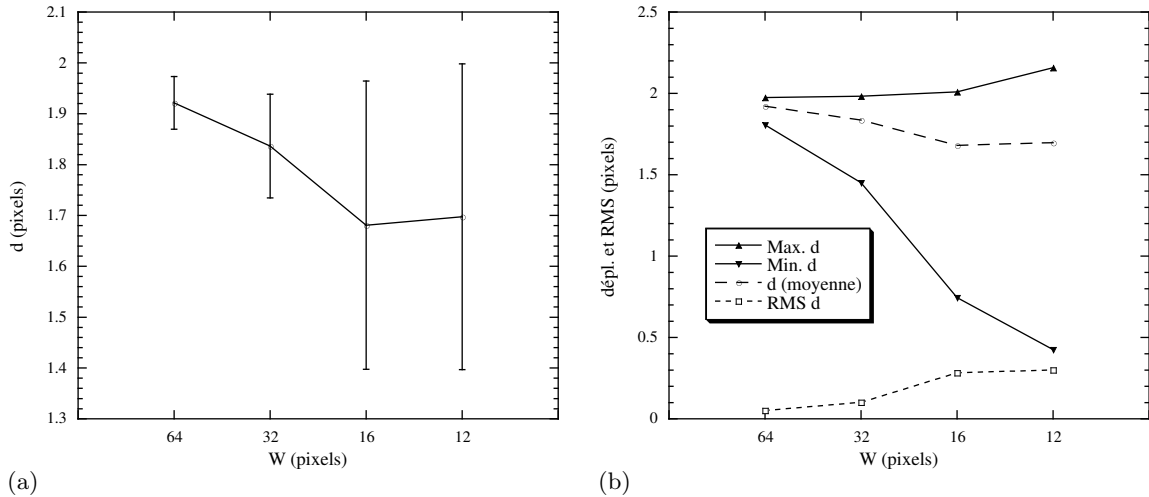 2.1
2
1.9
1.8
1.7
1.6
1.5
1.4
1.3
d (pixels)
64 32 16 12
W (pixels)
(a)
2.5
2
1.5
1
0.5
0
dépl. et RMS (pixels)
Max. d
Min. d
d (moyenne)
RMS d
64 32 16 12
W (pixels)
(b)